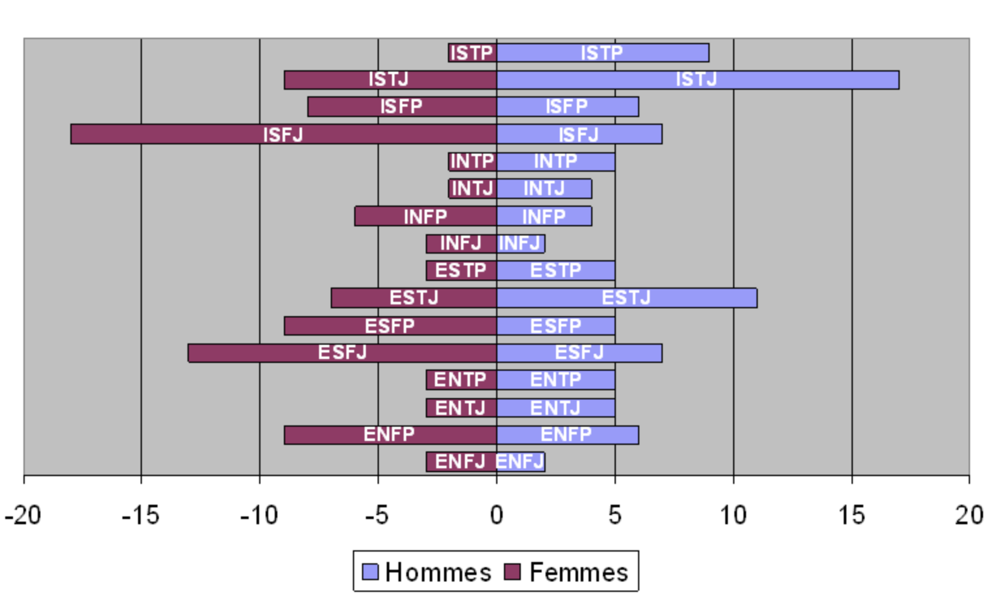 ISTP ISTP
ISTJ ISTJ
ISFP ISFP
ISFJ ISFJ
INTP INTP
INTJ INTJ
INFP INFP
INFJ INFJ
ESTP ESTP
ESTJ ESTJ
ESFP ESFP
ESFJ ESFJ
ENTP ENTP
ENTJ ENTJ
ENFP ENFP
ENFJ ENFJ
-20 -15 -10 -5 0 5 10 15 20
Hommes Femmes